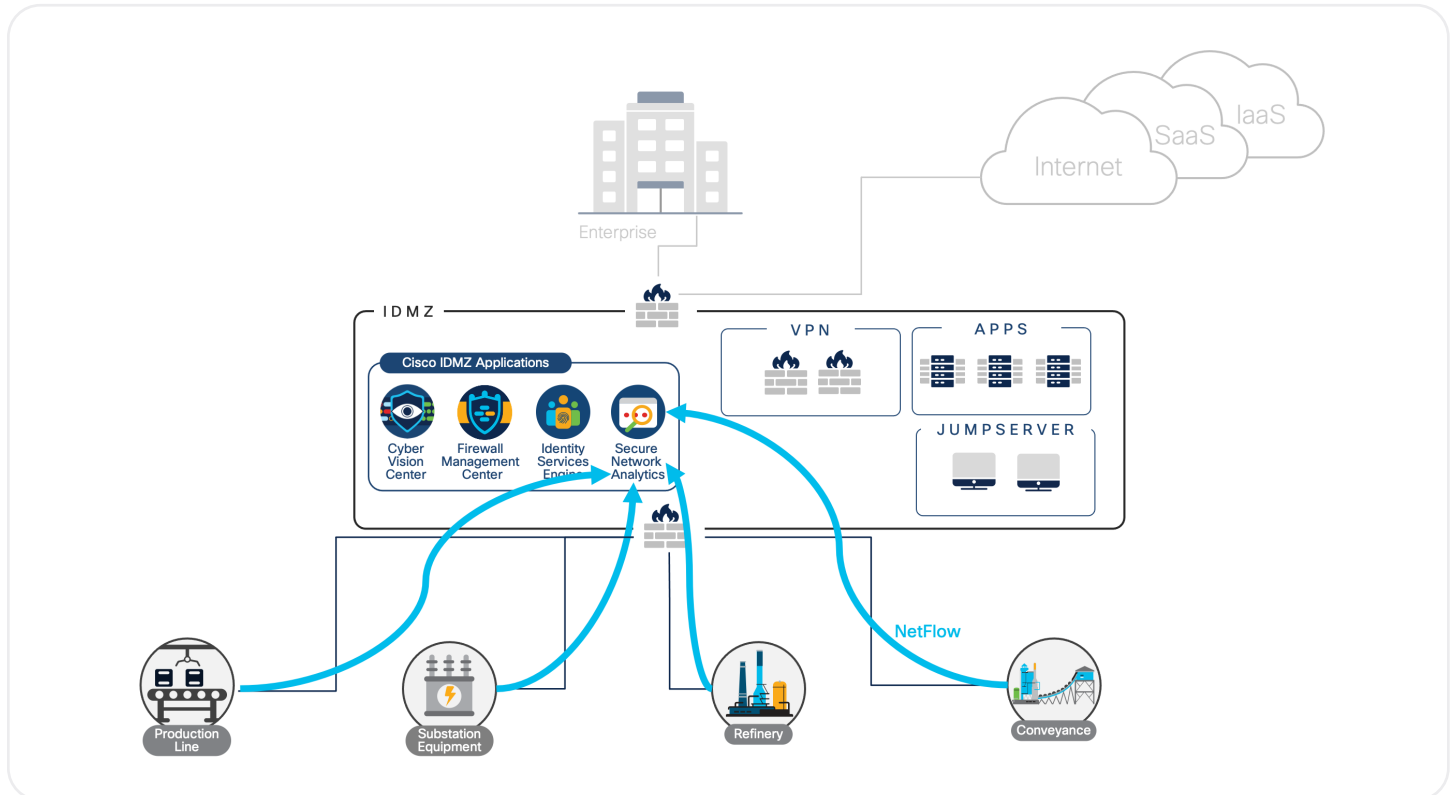 IaaS
SaaS
Internet
Enterprise
IDMZ
VPN
APPS
Cisco IDMZ Applications
Cyber
Vision
Center
Firewall
Management
Center
Identity
Services
Engine
Secure
Network
Analytics
JUMPSERVER
NetFlow
Production
Line
Substation
Equipment
Refinery
Conveyance